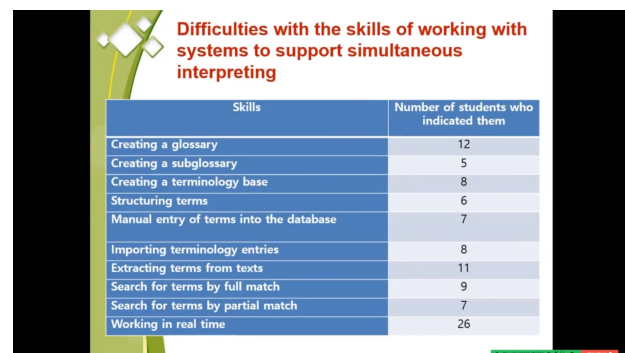 Difficulties with the skills of working with
systems to support simultaneous
interpreting
Skills Number of students who
indicated them
Creating a glossary 12
Creating a subglossary 5
Creating a terminology base 8
Structuring terms 6
Manual entry of terms into the database 7
Importing terminology entries 8
Extracting terms from texts 11
Search for terms by full match 9
Search for terms by partial match 7
Working in real time 26